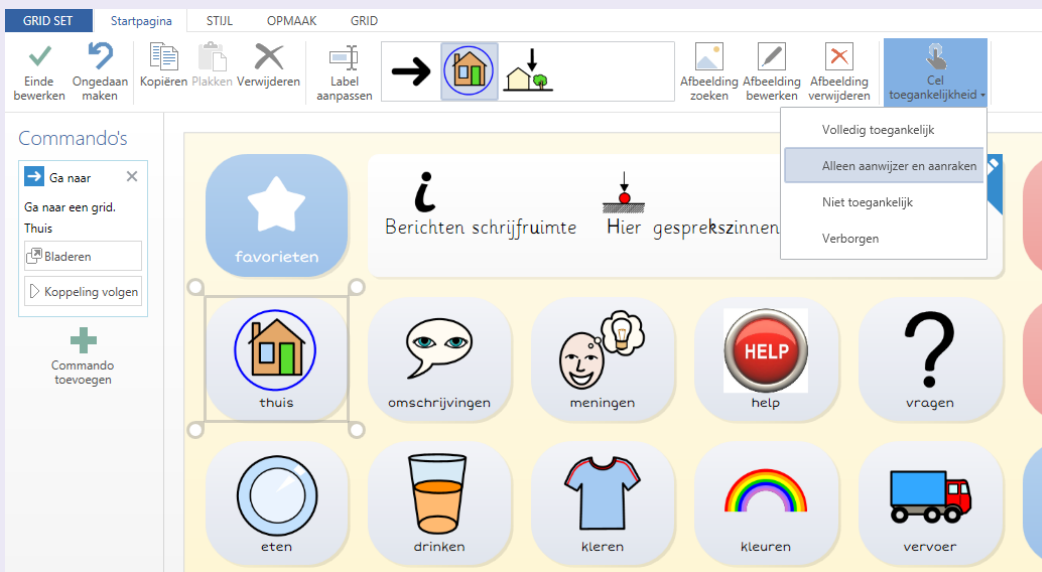 GRID SET Startpagina STIJL OPMAAK GRID
Einde bewerken
Ongedaan maken
Kopiëren
Plakken
Verwijderen
Label aanpassen
Afbeelding zoeken
Afbeelding bewerken
Afbeelding verwijderen
Cel toegankelijkheid
Volledig toegankelijk
Alleen aanwijzer en aanraken
Niet toegankelijk
Verborgen
Commando's
Ga naar
Ga naar een grid.
Thuis
Bladeren
Koppeling volgen
Commando
toevoegen
favorieten
Berichten schrijfruimte Hier gesprekszinnen
thuis
omschrijvingen
meningen
HELP
help
?
vragen
eten
drinken
kleren
kleuren
vervoer